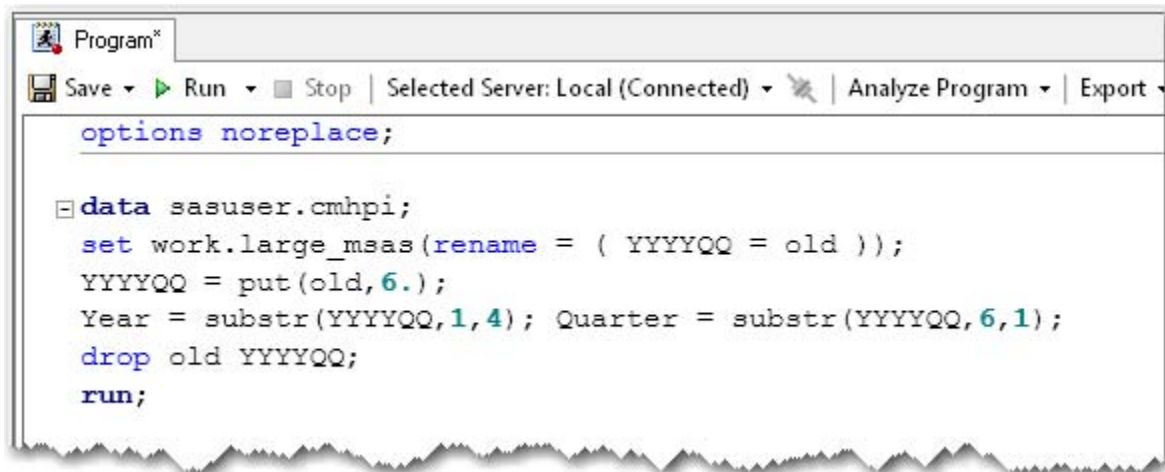 Program*
Save Run Stop | Selected Server: Local (Connected) | Analyze Program | Export
options noreplace;
data sasuser.cmhpi;
set work.large_msas(rename = ( YYYYQQ = old ));
YYYYQQ = put(old,6.);
Year = substr(YYYYQQ,1,4); Quarter = substr(YYYYQQ,6,1);
drop old YYYYQQ;
run;